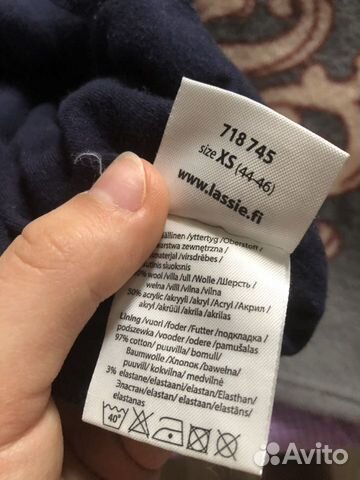 718 745
size XS (44-46)
www.lassie.fi
/yttertyg /Oberstoff /
warstwa zewnętrzna /
/virsdrēbes /
sluoksnis
wool /villa /ull /Wolle /Шерсть /
wełna /villi /vilna /vilna
50% acrylic /akryyli /akryl /Acryl /Акрил /
akryl /akrüül /akrila /akrilas
Lining /vuori /foder /Futter /подкладка /
podszewka /vooder /odere /pamušalas
97% cotton /puuvilla /bomull /
Baumwolle /Хлопок /bawełna /
puuvill /kokvilna /medvilnė
3% elastane /elastaani /elastan /Elasthan /
Эластан /elastan /elastaan /elastāns /
elastanas
40°
Avito